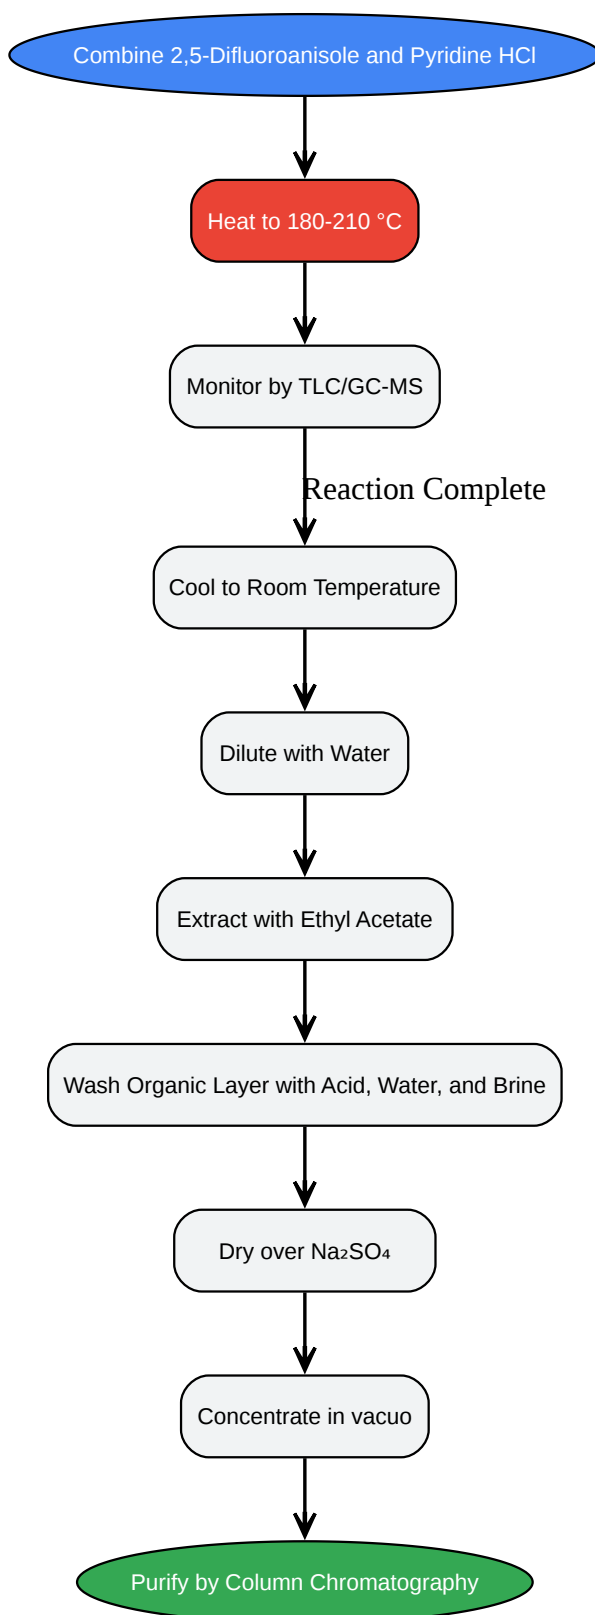 Combine 2,5-Difluoroanisole and Pyridine HCl
Heat to 180-210 °C
Monitor by TLC/GC-MS
Reaction Complete
Cool to Room Temperature
Dilute with Water
Extract with Ethyl Acetate
Wash Organic Layer with Acid, Water, and Brine
Dry over Na₂SO₄
Concentrate in vacuo
Purify by Column Chromatography